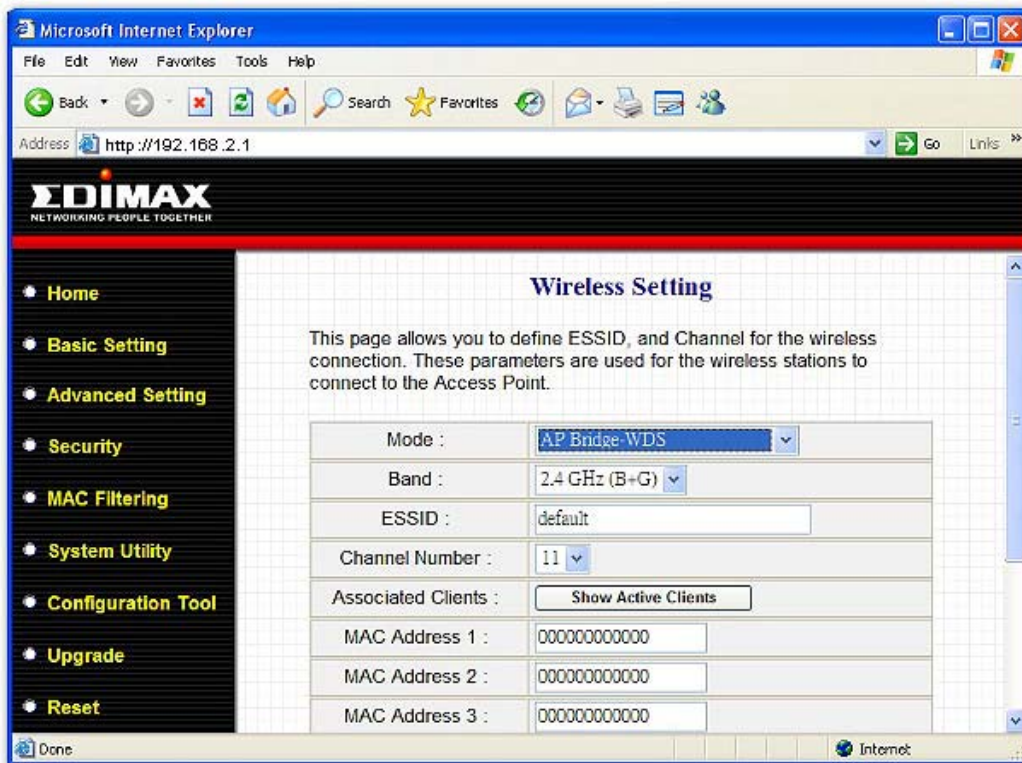 Microsoft Internet Explorer
File Edit View Favorites Tools Help
Back Search Favorites
Address http://192.168.2.1 Go Links »
EDIMAX
NETWORKING PEOPLE TOGETHER
Home
Basic Setting
Advanced Setting
Security
MAC Filtering
System Utility
Configuration Tool
Upgrade
Reset
Wireless Setting
This page allows you to define ESSID, and Channel for the wireless
connection. These parameters are used for the wireless stations to
connect to the Access Point.
Mode : AP Bridge-WDS
Band : 2.4 GHz (B+G)
ESSID : default
Channel Number : 11
Associated Clients : Show Active Clients
MAC Address 1 : 000000000000
MAC Address 2 : 000000000000
MAC Address 3 : 000000000000
Done Internet